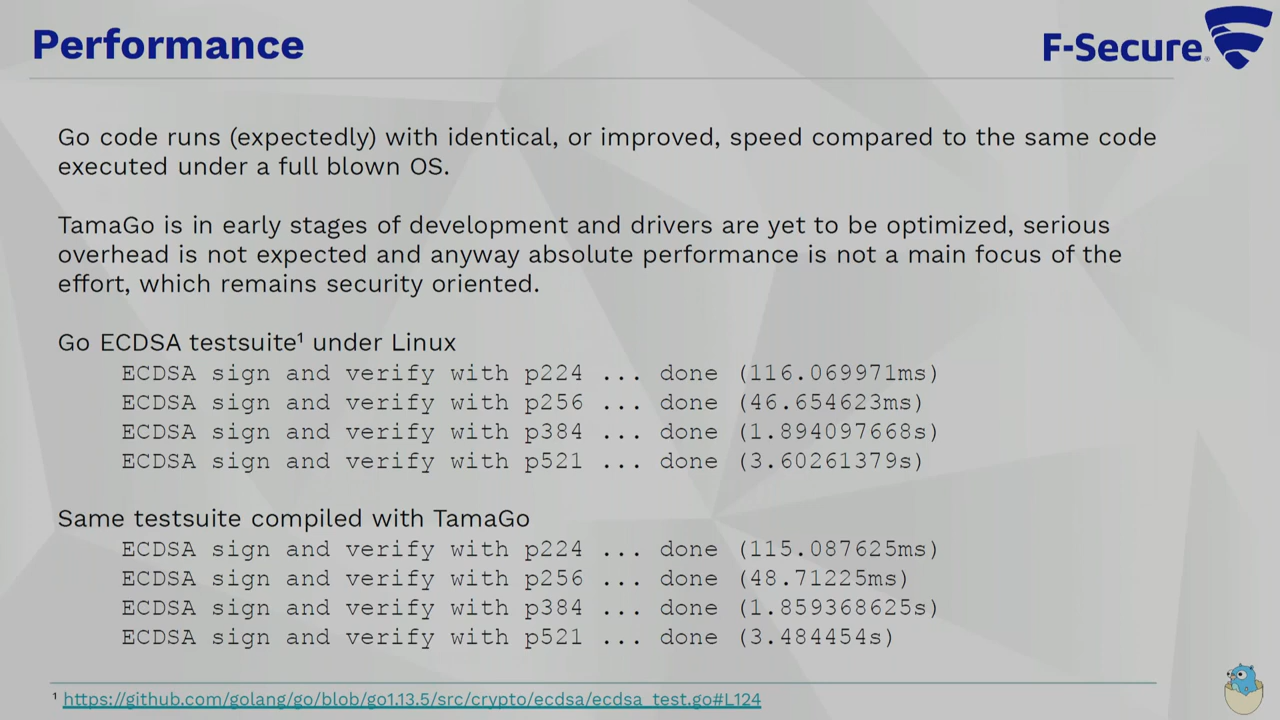 Performance
F-Secure®
Go code runs (expectedly) with identical, or improved, speed compared to the same code
executed under a full blown OS.
TamaGo is in early stages of development and drivers are yet to be optimized, serious
overhead is not expected and anyway absolute performance is not a main focus of the
effort, which remains security oriented.
Go ECDSA testsuite¹ under Linux
ECDSA sign and verify with p224 ... done (116.069971ms)
ECDSA sign and verify with p256 ... done (46.654623ms)
ECDSA sign and verify with p384 ... done (1.894097668s)
ECDSA sign and verify with p521 ... done (3.60261379s)
Same testsuite compiled with TamaGo
ECDSA sign and verify with p224 ... done (115.087625ms)
ECDSA sign and verify with p256 ... done (48.71225ms)
ECDSA sign and verify with p384 ... done (1.859368625s)
ECDSA sign and verify with p521 ... done (3.484454s)
¹ https://github.com/golang/go/blob/go1.13.5/src/crypto/ecdsa/ecdsa_test.go#L124